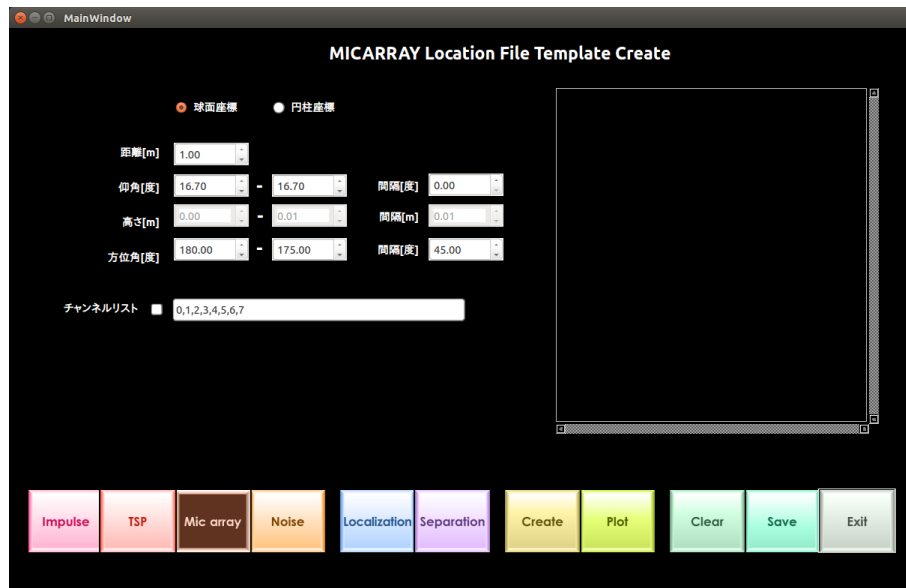 MainWindow
MICARRAY Location File Template Create
球面座標 円柱座標
距離[m] 1.00
仰角[度] 16.70 - 16.70 間隔[度] 0.00
高さ[m] 0.00 - 0.01 間隔[m] 0.01
方位角[度] 180.00 - 175.00 間隔[度] 45.00
チャンネルリスト 0,1,2,3,4,5,6,7
Impulse TSP Mic array Noise Localization Separation Create Plot Clear Save Exit